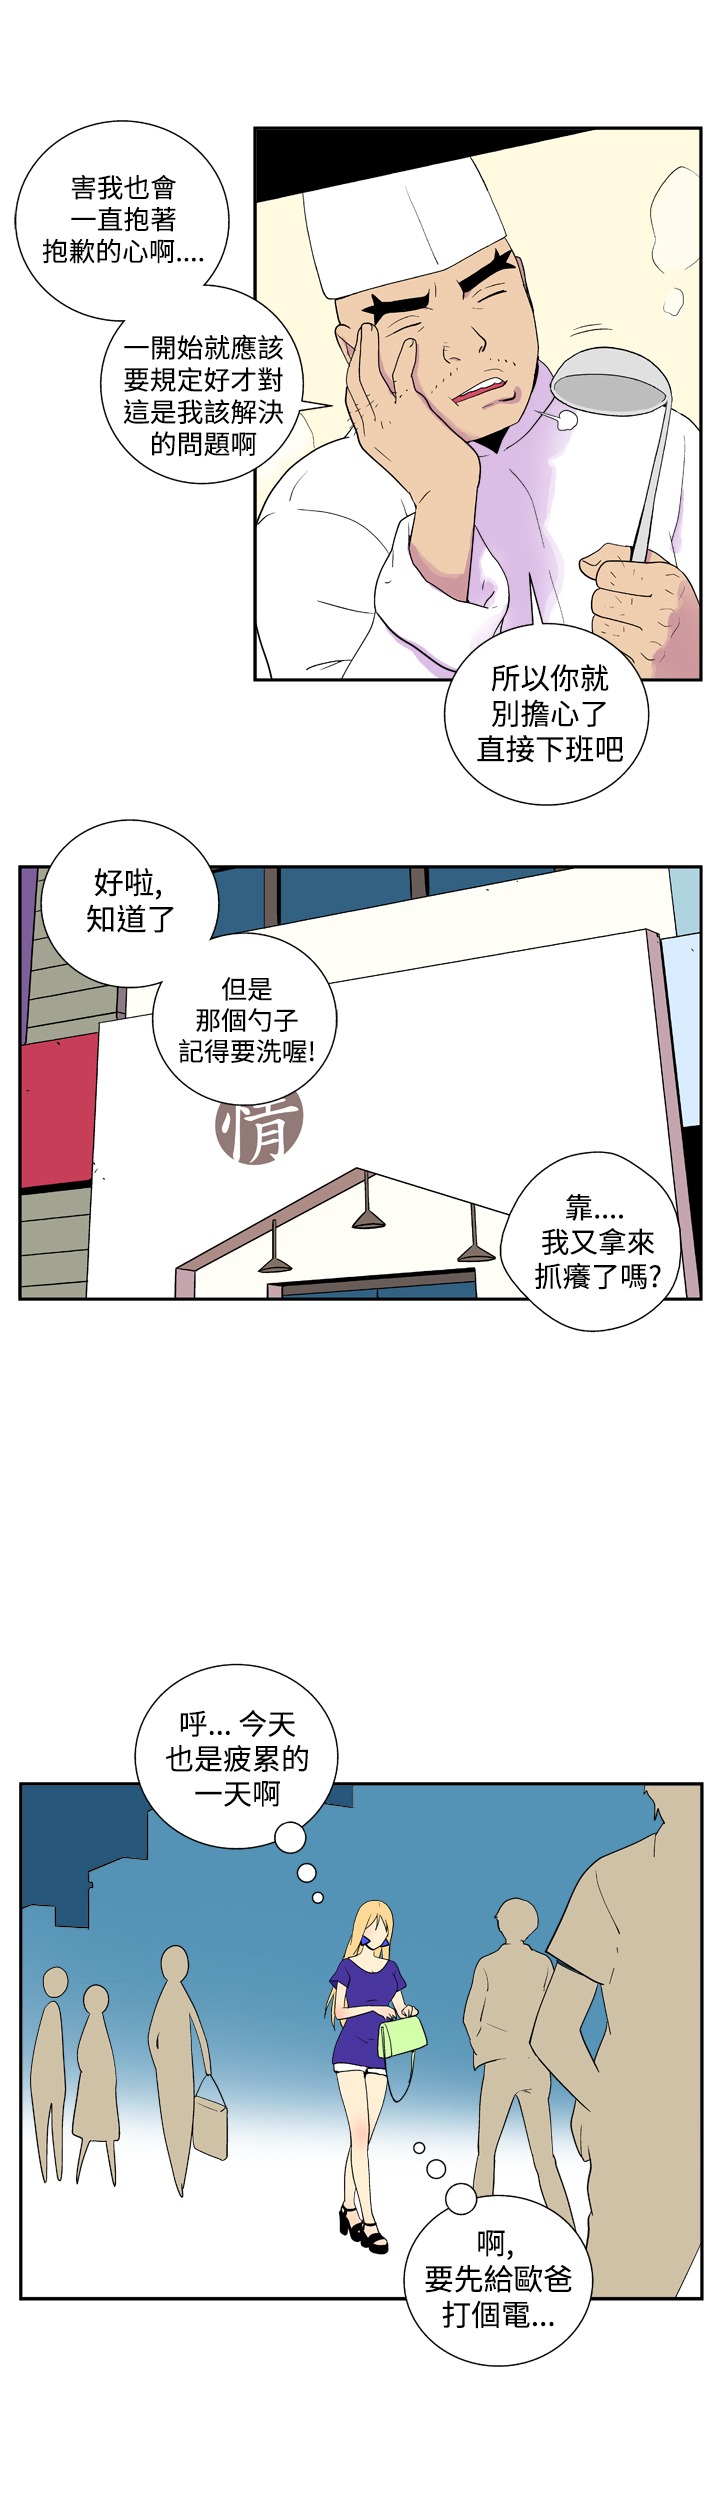 害我也會
一直抱著
抱歉的心啊....
一開始就應該
要規定好才對
這是我該解決
的問題啊
所以你就
別擔心了
直接下班吧
好啦,
知道了
但是
那個勺子
記得要洗喔!
情
靠....
我又拿來
抓癢了嗎?
呼... 今天
也是疲累的
一天啊
啊,
要先給歐爸
打個電...